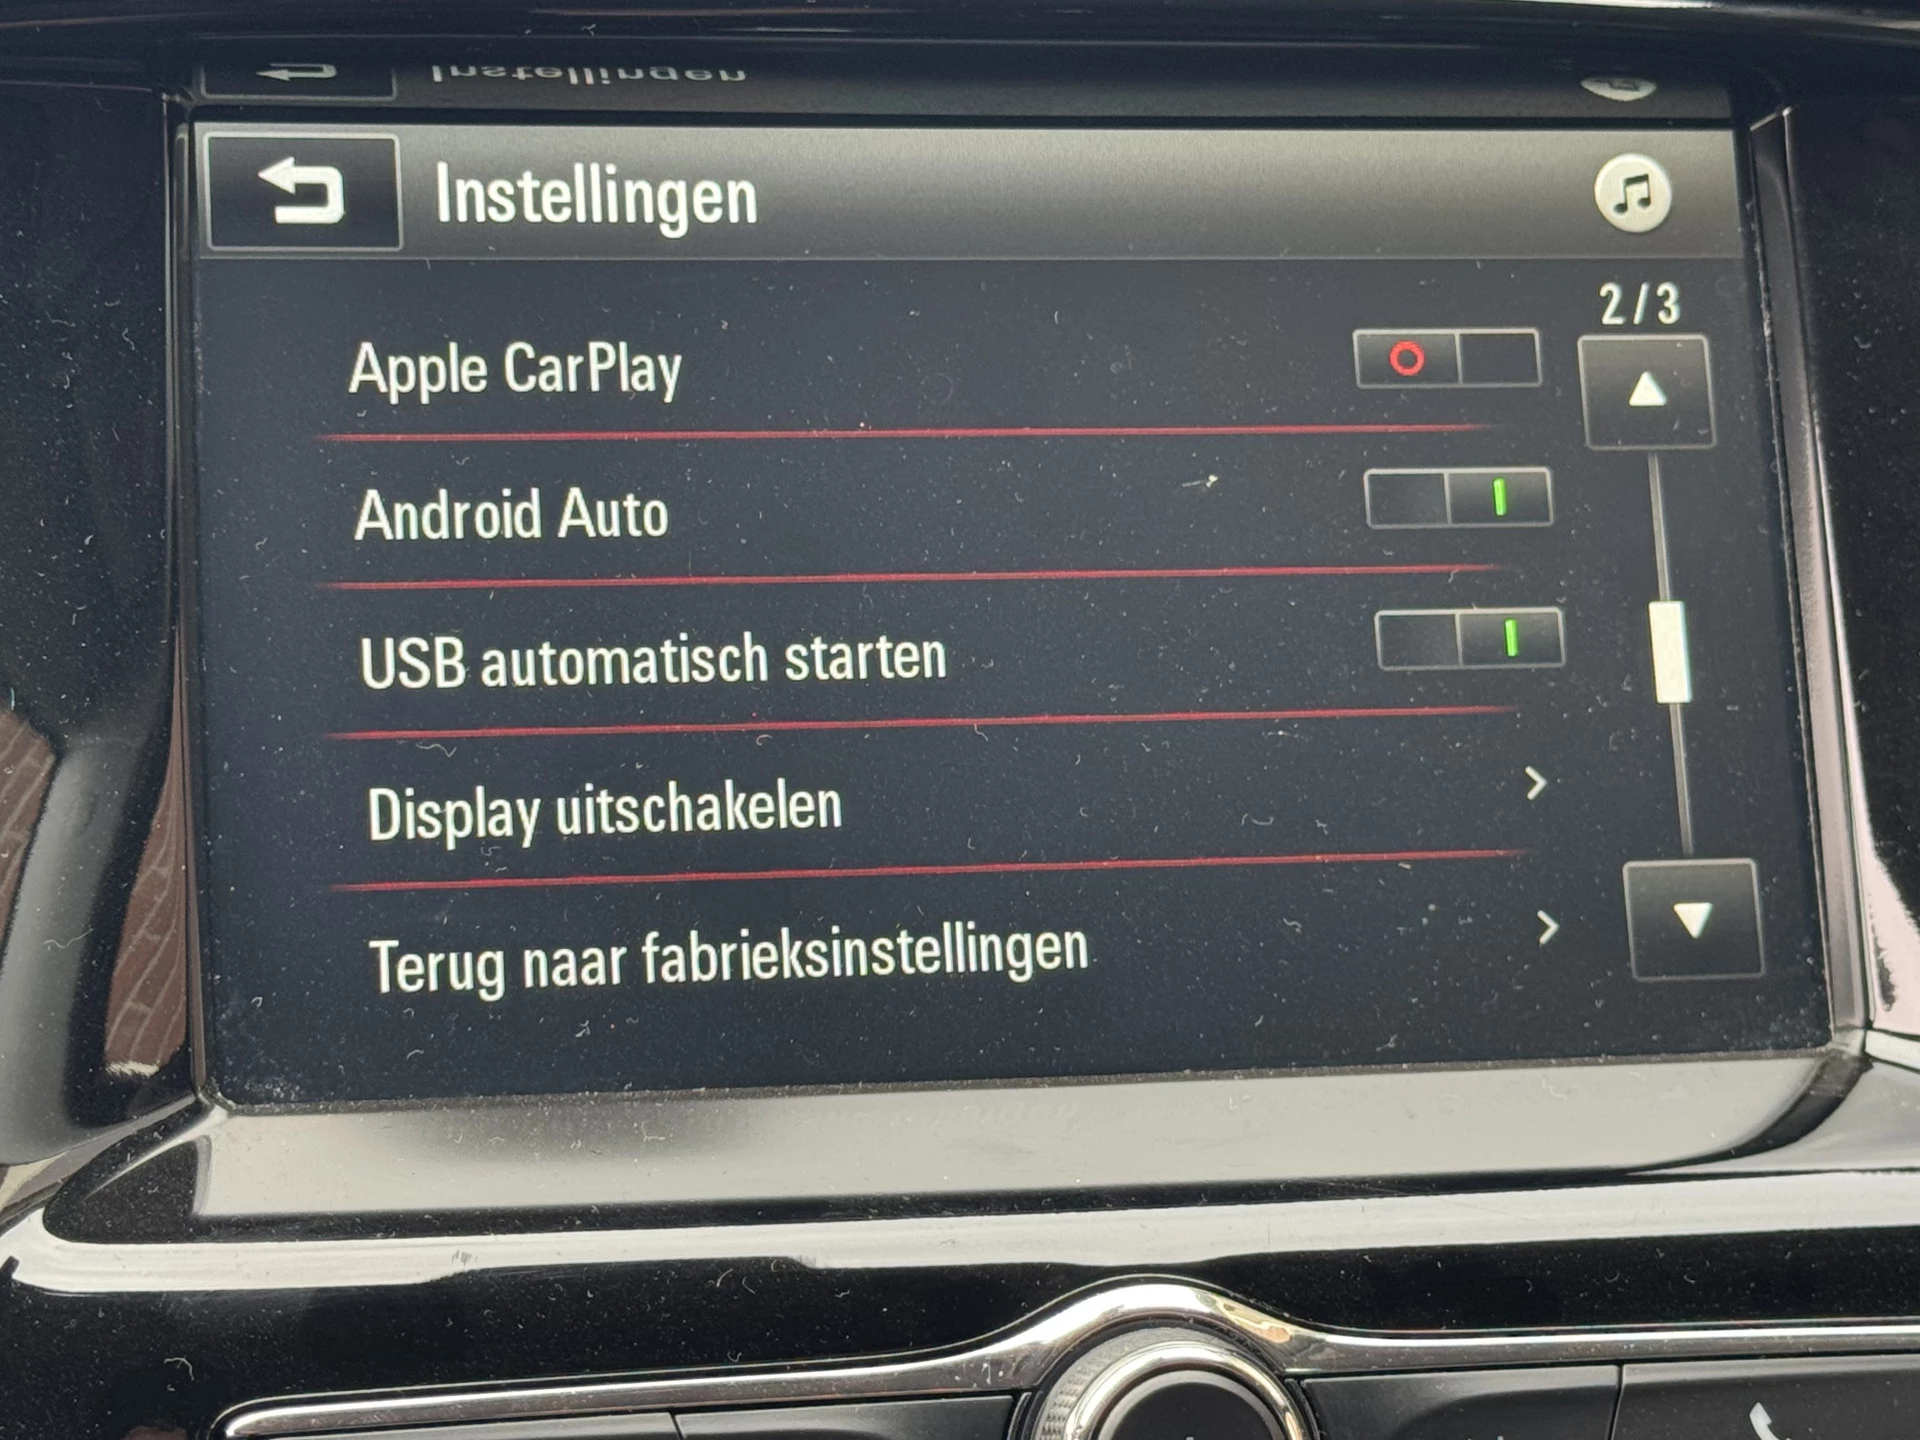 Instellingen
2/3
Apple CarPlay
Android Auto
USB automatisch starten
Display uitschakelen
Terug naar fabrieksinstellingen